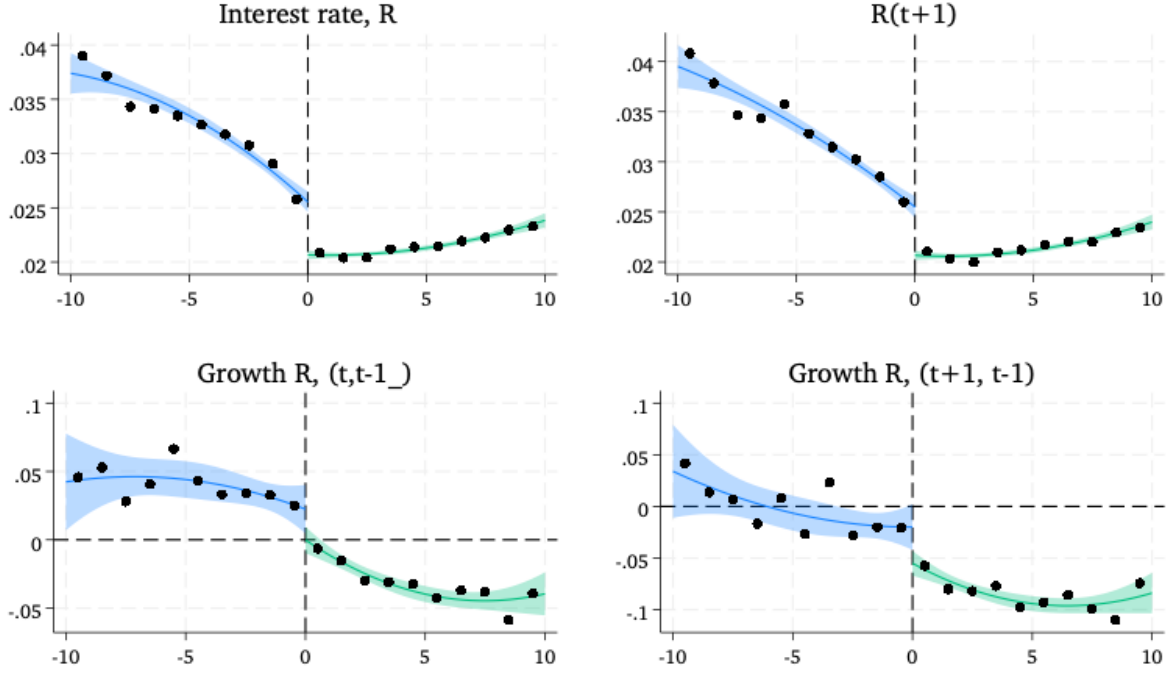 Interest rate, R
.04
.035
.03
.025
.02
-10 -5 0 5 10
R(t+1)
.04
.035
.03
.025
.02
-10 -5 0 5 10
Growth R, (t,t-1_)
.1
.05
0
-.05
-10 -5 0 5 10
Growth R, (t+1, t-1)
.1
.05
0
-.05
-.1
-10 -5 0 5 10